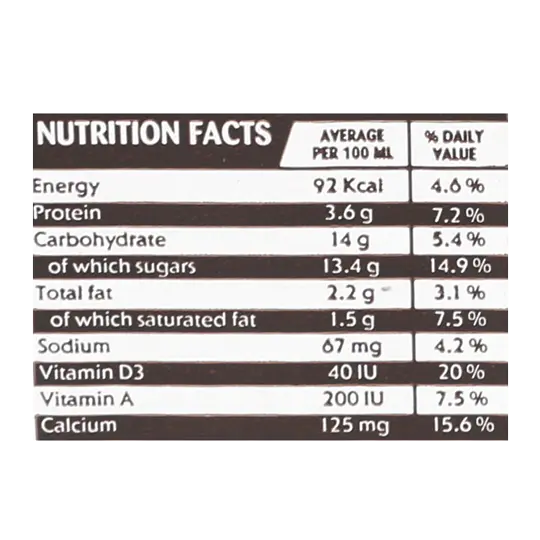 NUTRITION FACTS
AVERAGE PER 100 ML
% DAILY VALUE
Energy 92 Kcal 4.6 %
Protein 3.6 g 7.2 %
Carbohydrate 14 g 5.4 %
of which sugars 13.4 g 14.9 %
Total fat 2.2 g 3.1 %
of which saturated fat 1.5 g 7.5 %
Sodium 67 mg 4.2 %
Vitamin D3 40 IU 20 %
Vitamin A 200 IU 7.5 %
Calcium 125 mg 15.6 %